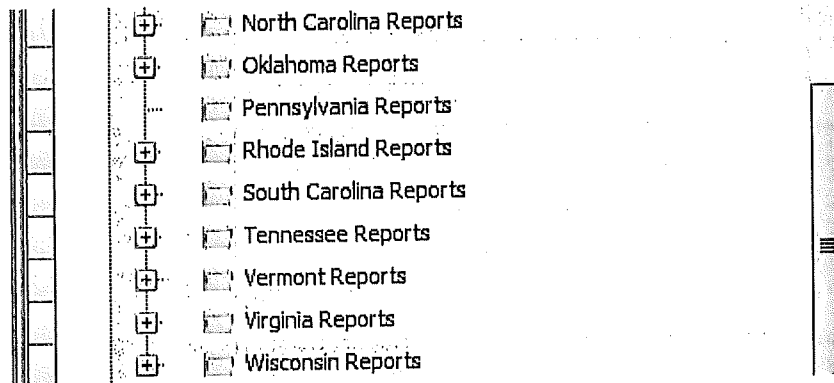 North Carolina Reports
Oklahoma Reports
Pennsylvania Reports
Rhode Island Reports
South Carolina Reports
Tennessee Reports
Vermont Reports
Virginia Reports
Wisconsin Reports